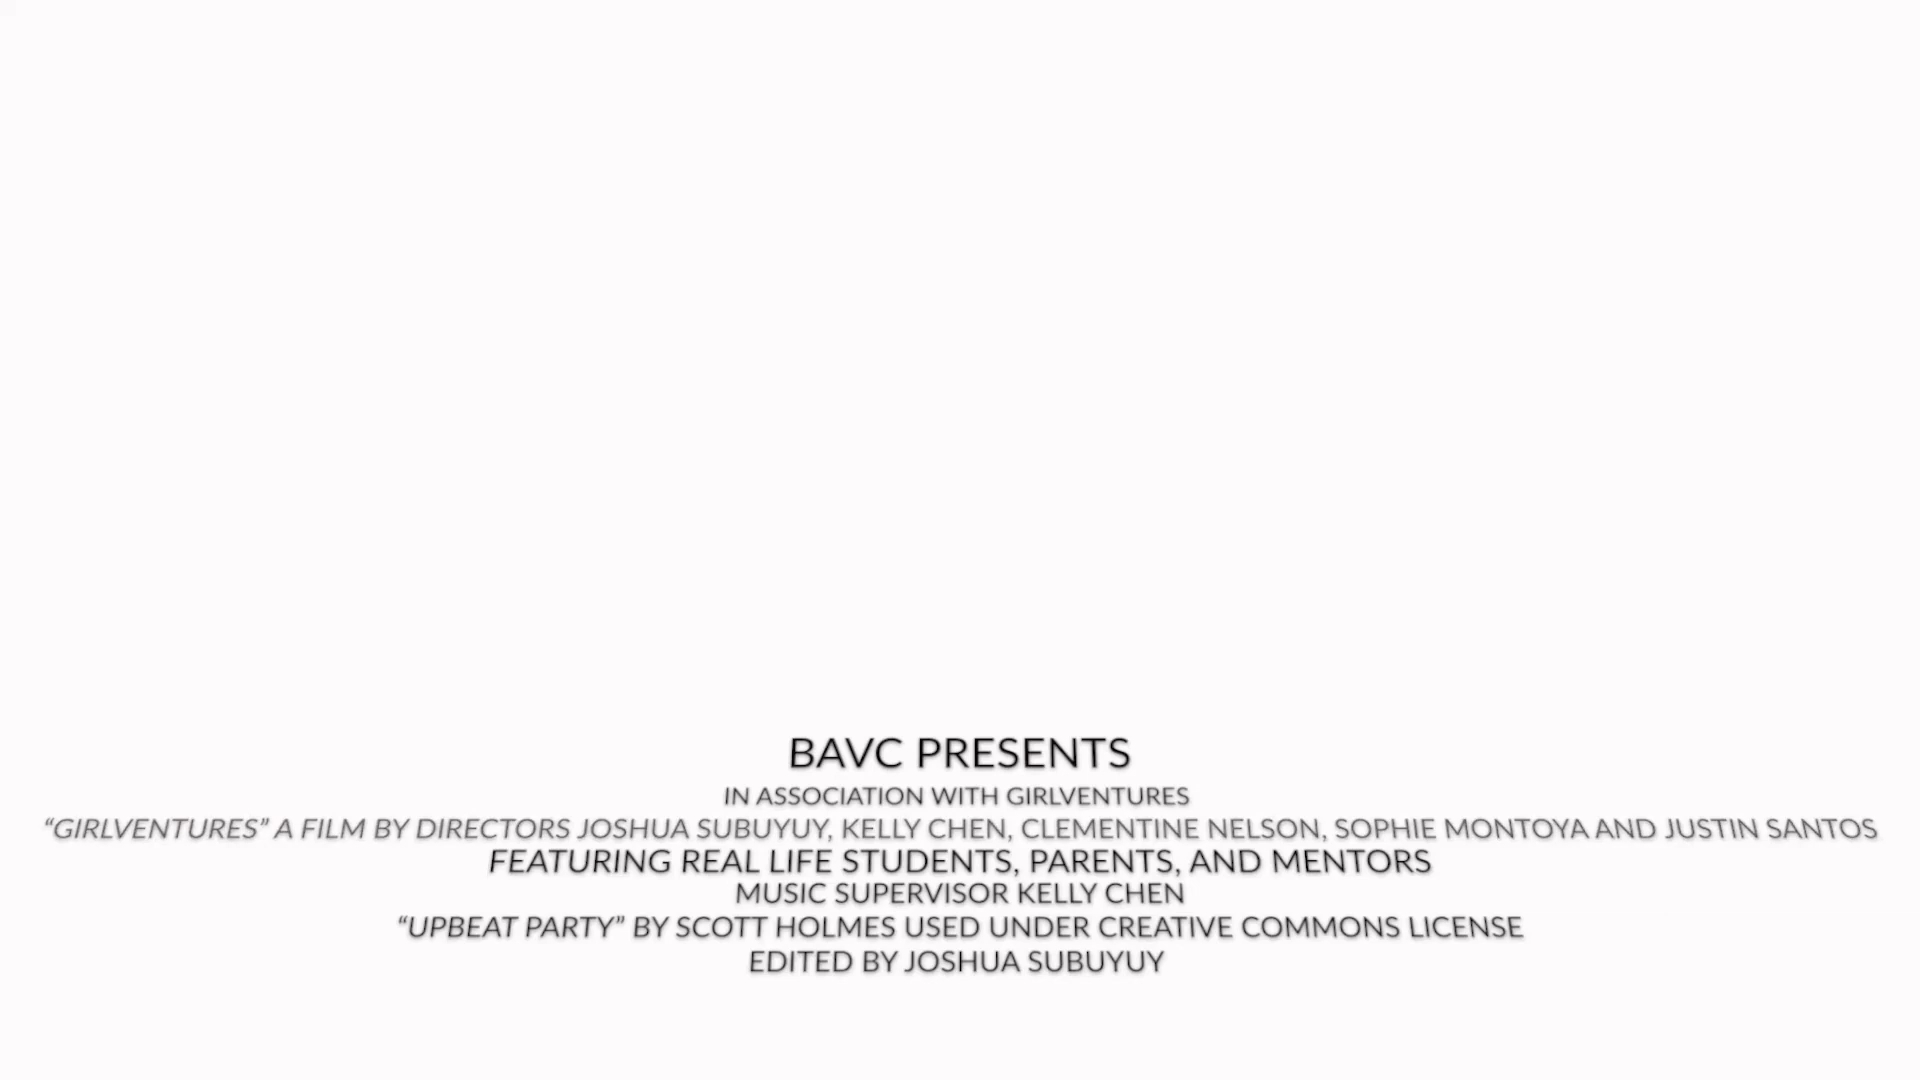 BAVC PRESENTS
IN ASSOCIATION WITH GIRLVENTURES
“GIRLVENTURES” A FILM BY DIRECTORS JOSHUA SUBUYUY, KELLY CHEN, CLEMENTINE NELSON, SOPHIE MONTOYA AND JUSTIN SANTOS
FEATURING REAL LIFE STUDENTS, PARENTS, AND MENTORS
MUSIC SUPERVISOR KELLY CHEN
“UPBEAT PARTY” BY SCOTT HOLMES USED UNDER CREATIVE COMMONS LICENSE
EDITED BY JOSHUA SUBUYUY